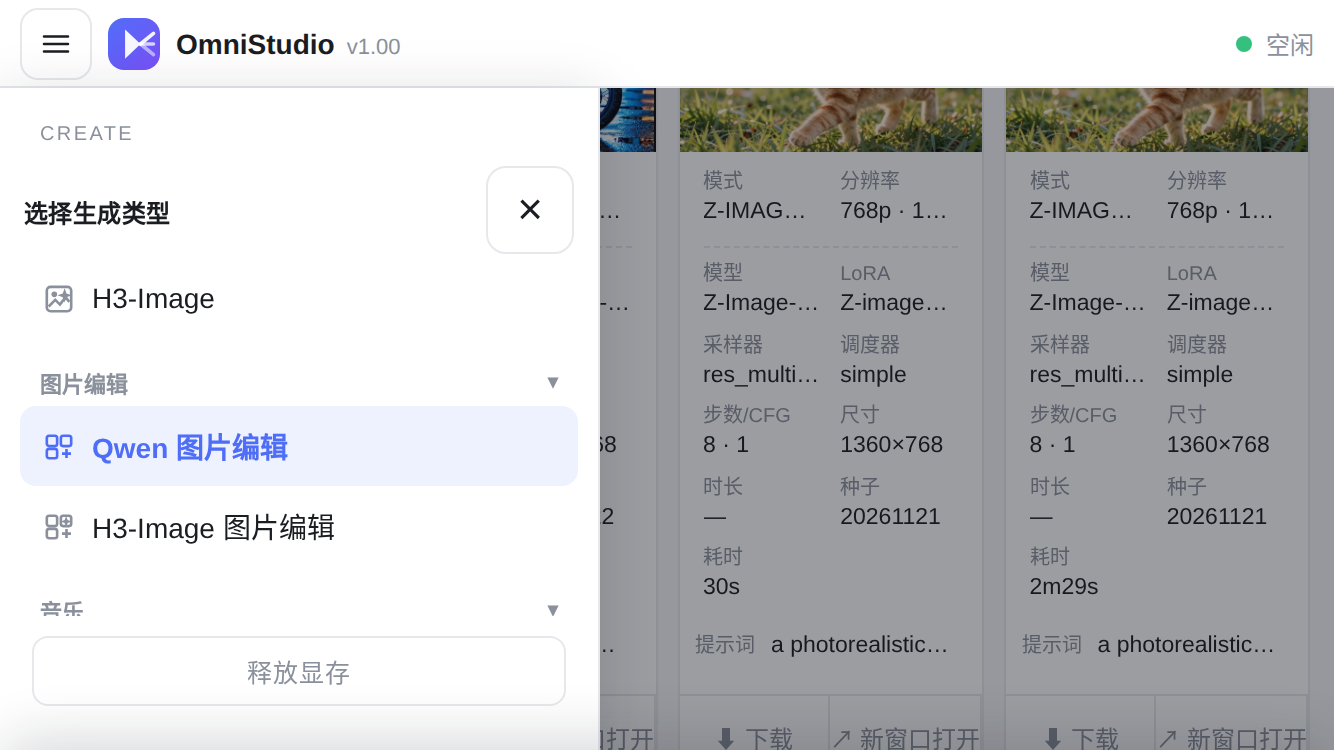 OmniStudio v1.00
空闲
CREATE
选择生成类型
H3-Image
图片编辑
Qwen 图片编辑
H3-Image 图片编辑
音乐
释放显存
模式 分辨率
Z-IMAG… 768p · 1…
模型 LoRA
Z-Image-… Z-image…
采样器 调度器
res_multi… simple
步数/CFG 尺寸
8 · 1 1360×768
时长 种子
— 20261121
耗时
30s
提示词 a photorealistic…
下载 新窗口打开
模式 分辨率
Z-IMAG… 768p · 1…
模型 LoRA
Z-Image-… Z-image…
采样器 调度器
res_multi… simple
步数/CFG 尺寸
8 · 1 1360×768
时长 种子
— 20261121
耗时
2m29s
提示词 a photorealistic…
下载 新窗口打开